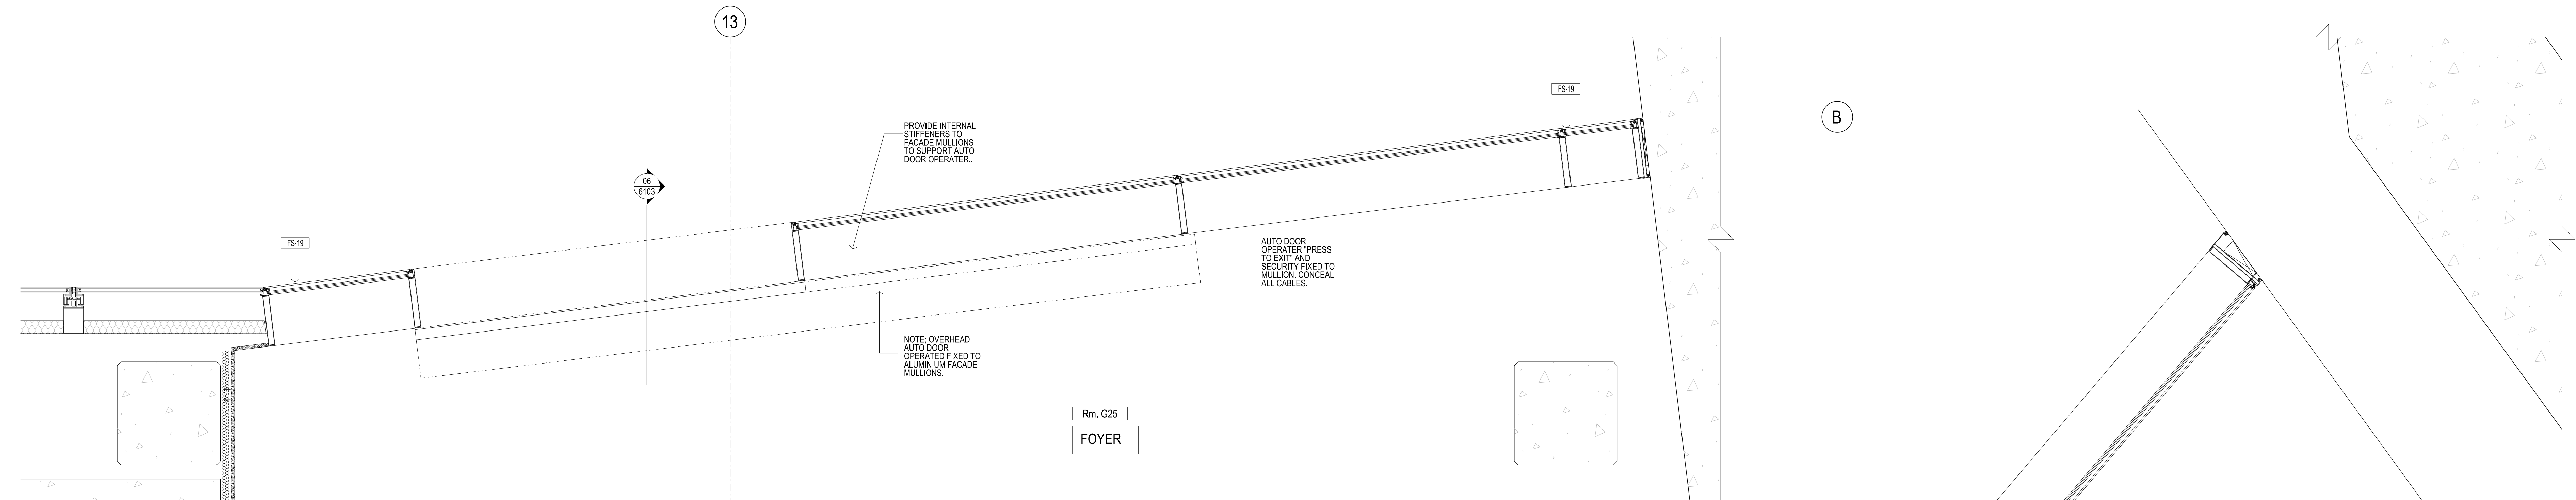 13
B
FS-19
PROVIDE INTERNAL
STIFFENERS TO
FACADE MULLIONS
TO SUPPORT AUTO
DOOR OPERATER...
06
6103
FS-19
AUTO DOOR
OPERATER "PRESS
TO EXIT" AND
SECURITY FIXED TO
MULLION. CONCEAL
ALL CABLES.
NOTE: OVERHEAD
AUTO DOOR
OPERATED FIXED TO
ALUMINIUM FACADE
MULLIONS.
Rm. G25
FOYER